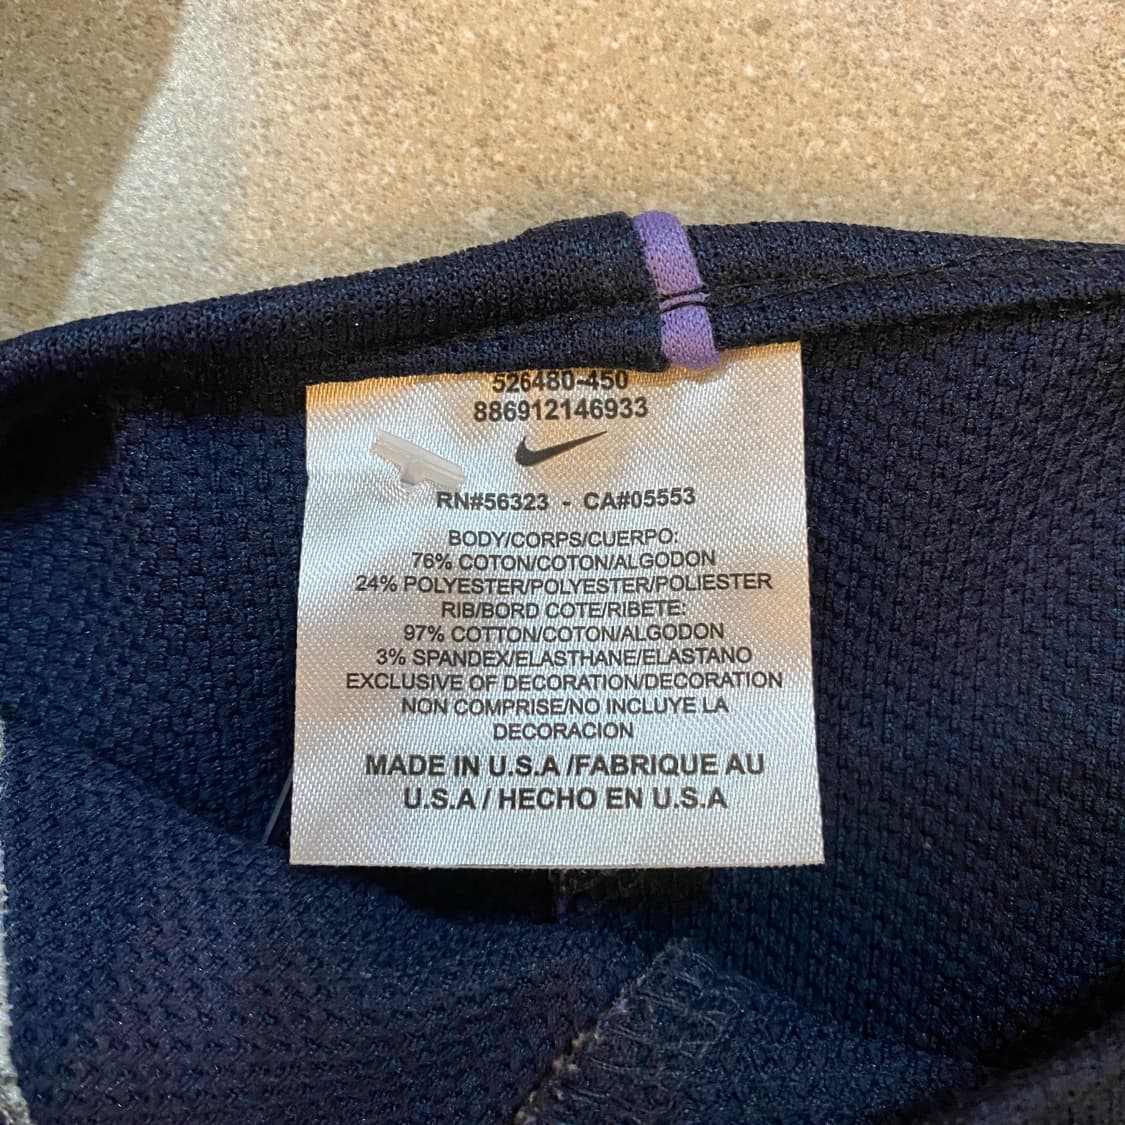 526480-450
886912146933
RN#56323 - CA#05553
BODY/CORPS/CUERPO:
76% COTON/COTON/ALGODON
24% POLYESTER/POLYESTER/POLIESTER
RIB/BORD COTE/RIBETE:
97% COTTON/COTON/ALGODON
3% SPANDEX/ELASTHANE/ELASTANO
EXCLUSIVE OF DECORATION/DECORATION
NON COMPRISE/NO INCLUYE LA
DECORACION
MADE IN U.S.A /FABRIQUE AU
U.S.A / HECHO EN U.S.A